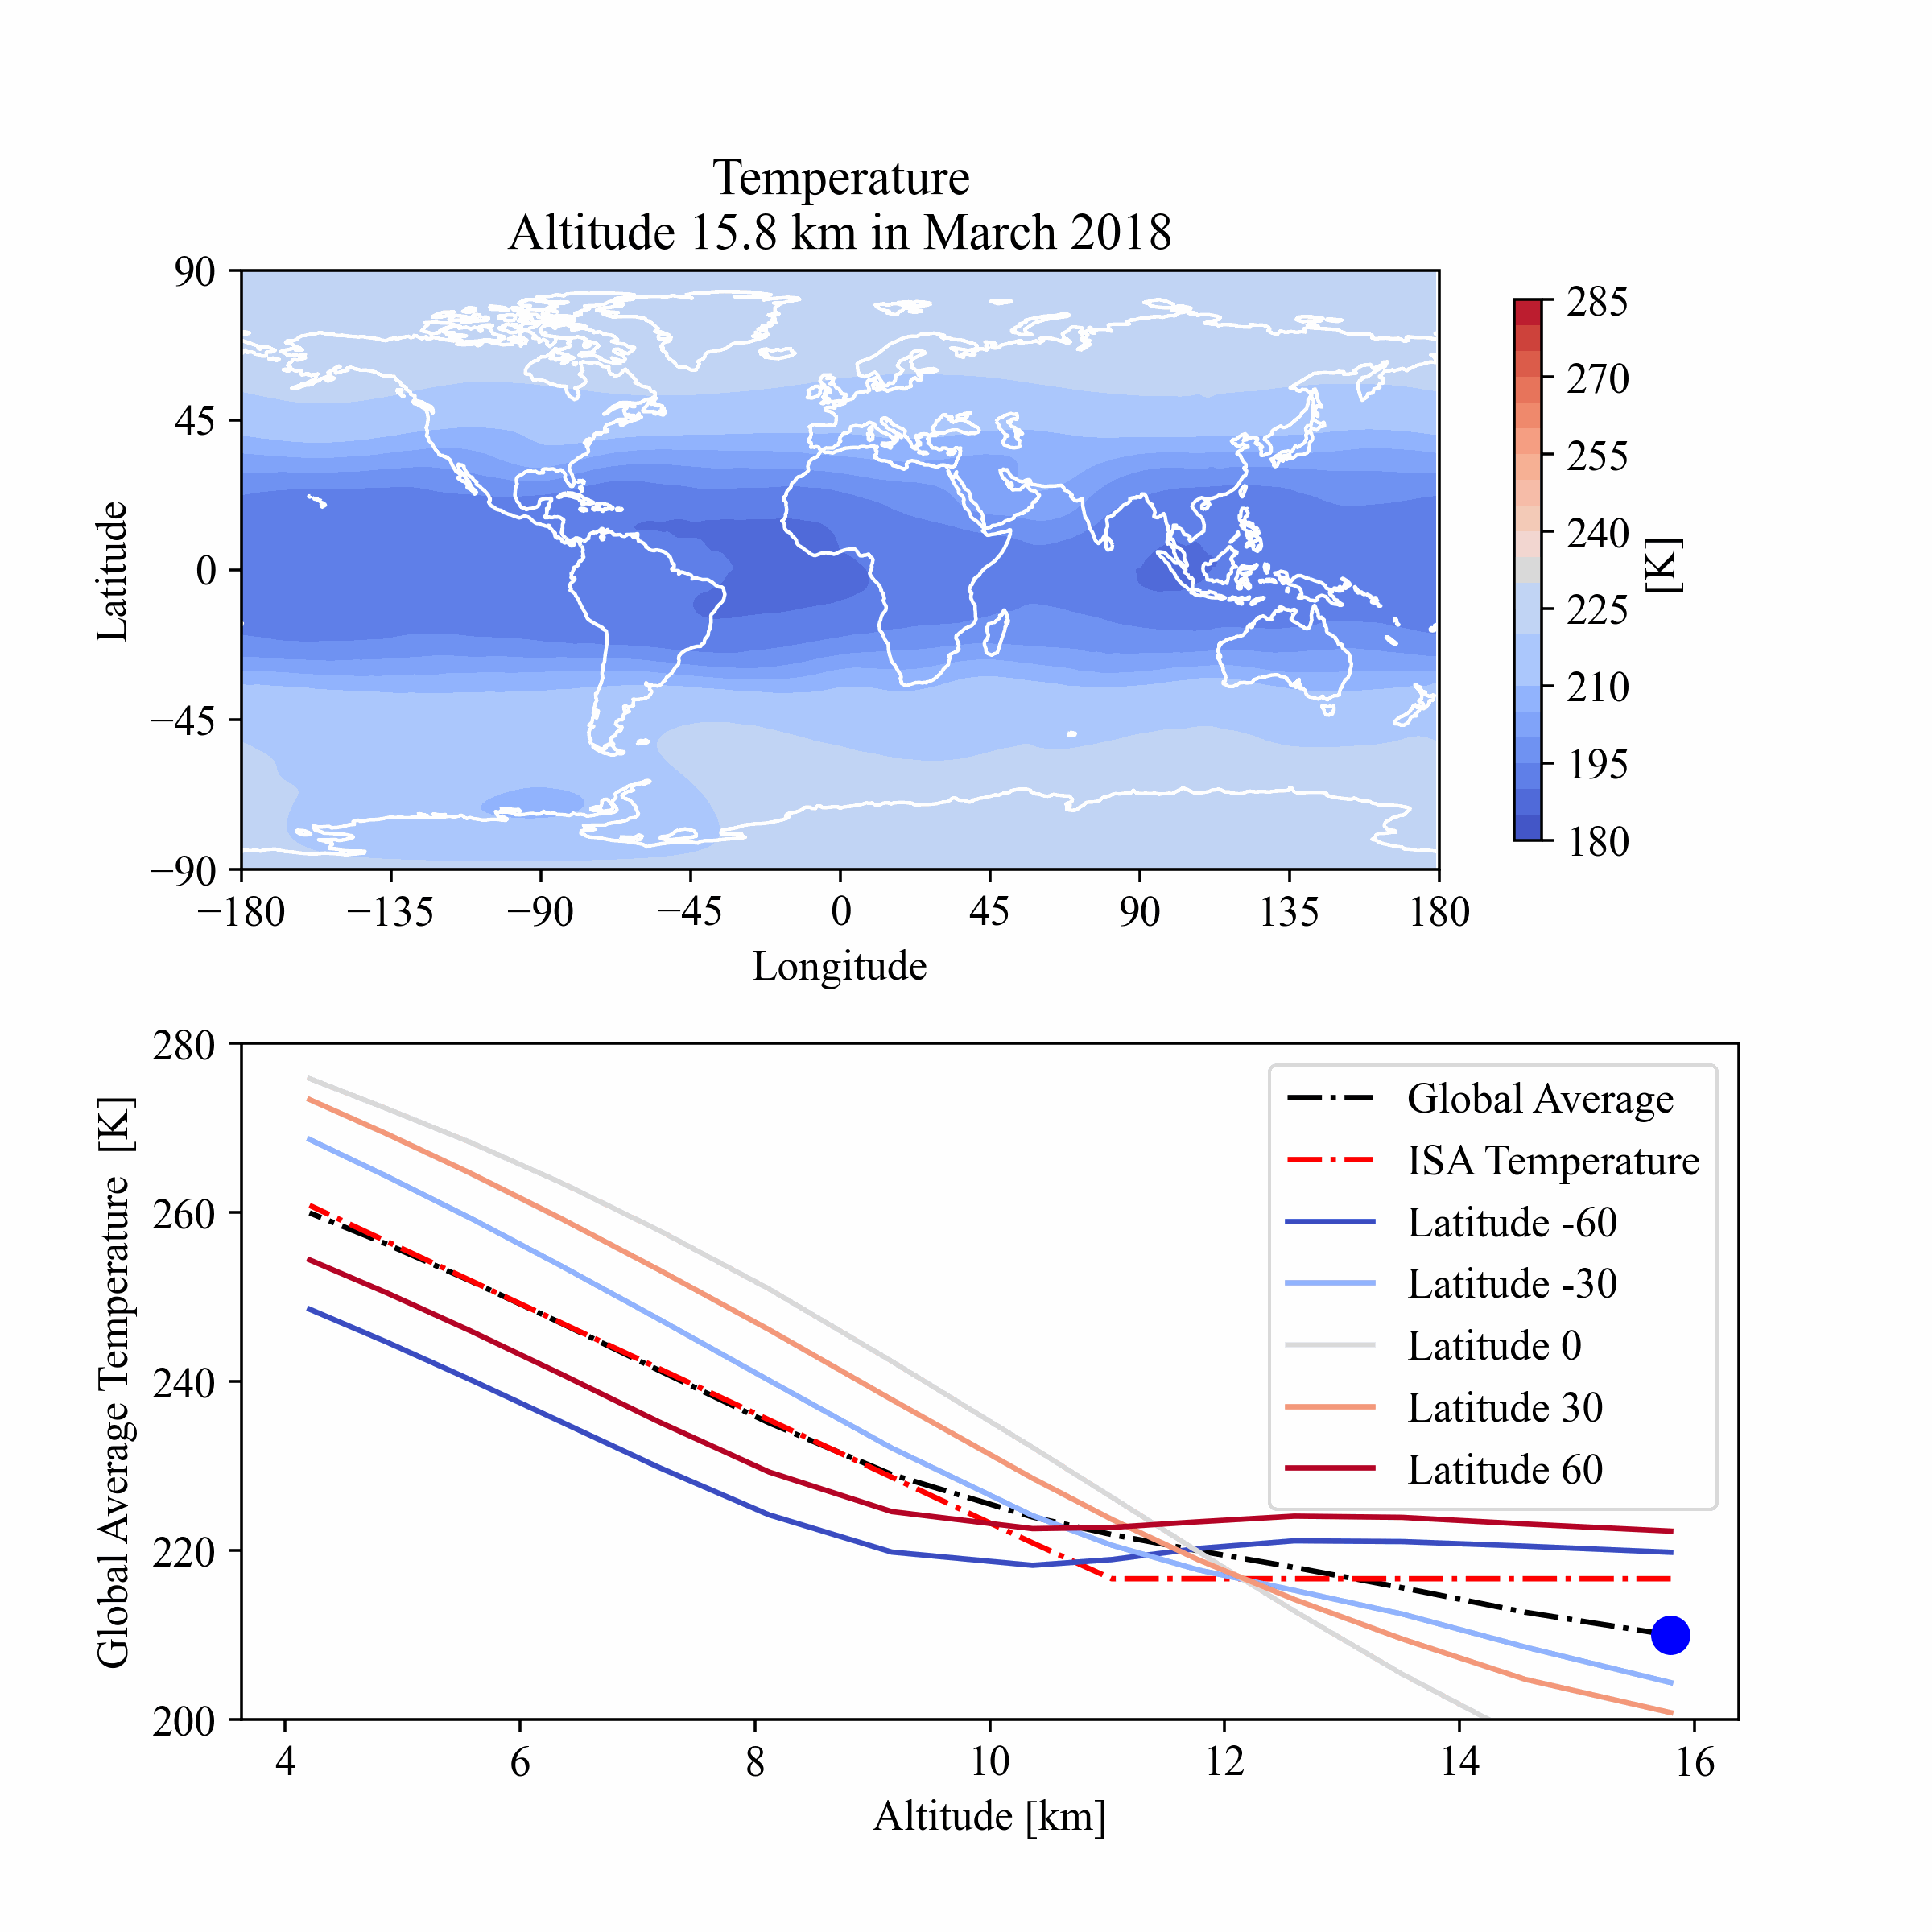 Temperature
Altitude 15.8 km in March 2018
90
45
0
−45
−90
Latitude
−180 −135 −90 −45 0 45 90 135 180
Longitude
285
270
255
240
225
210
195
180
[K]
280
260
240
220
200
Global Average Temperature [K]
Global Average
ISA Temperature
Latitude -60
Latitude -30
Latitude 0
Latitude 30
Latitude 60
4 6 8 10 12 14 16
Altitude [km]